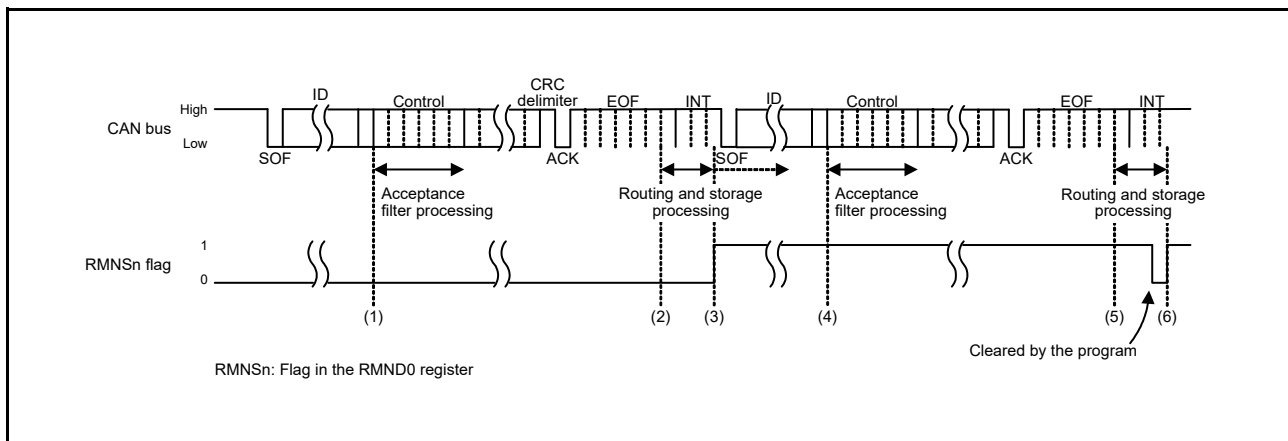 ID
Control
CRC
delimiter
EOF
INT
ID
Control
EOF
INT
High
CAN bus
Low
SOF
ACK
SOF
ACK
Acceptance
filter processing
Routing and storage
processing
Acceptance
filter processing
Routing and storage
processing
1
RMNSn flag
0
(1)
(2)
(3)
(4)
(5)
(6)
Cleared by the program
RMNSn: Flag in the RMND0 register